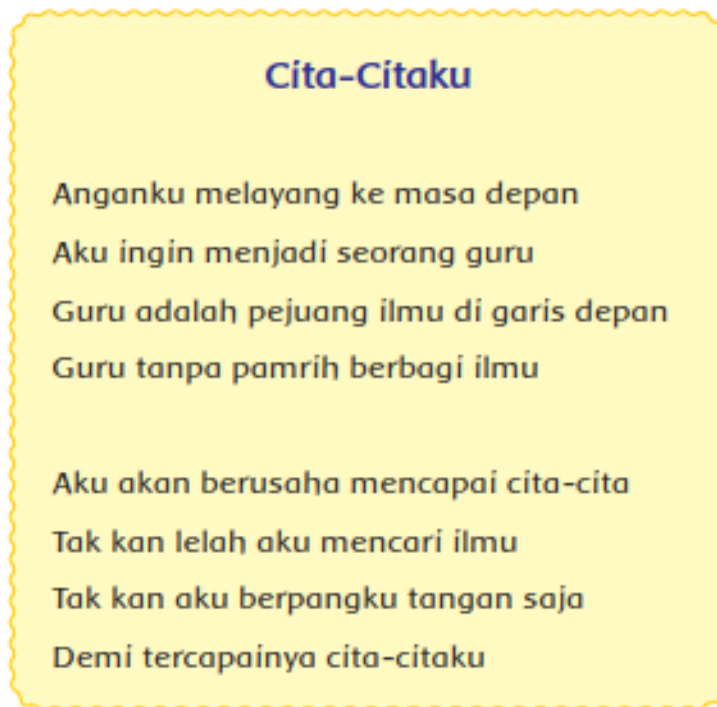 Cita-Citaku
Anganku melayang ke masa depan
Aku ingin menjadi seorang guru
Guru adalah pejuang ilmu di garis depan
Guru tanpa pamrih berbagi ilmu
Aku akan berusaha mencapai cita-cita
Tak kan lelah aku mencari ilmu
Tak kan aku berpangku tangan saja
Demi tercapainya cita-citaku